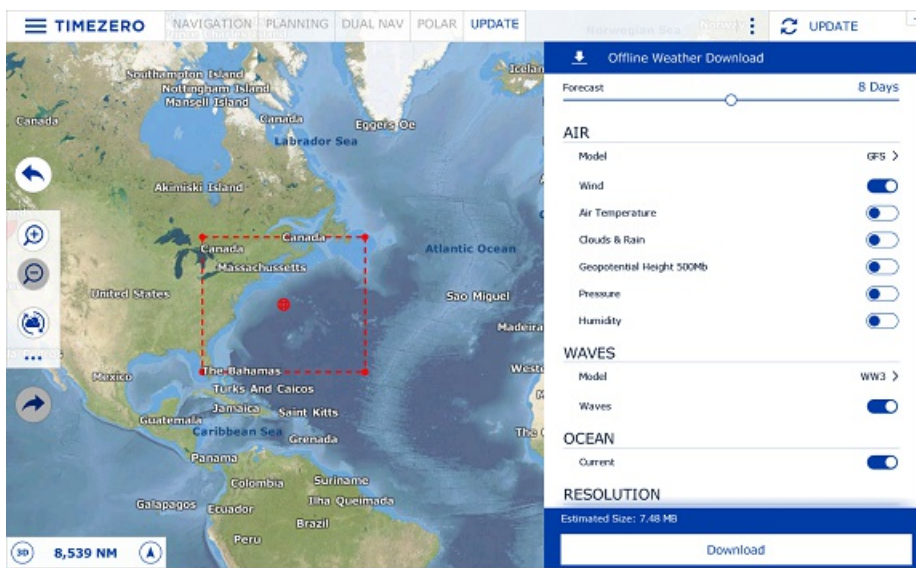 TIMEZERO
NAVIGATION
PLANNING
DUAL NAV
POLAR
UPDATE
Norwegian Sea
Norway
UPDATE
Southampton Island
Nottingham Island
Mansell Island
Canada
Canada
Eggers Oe
Labrador Sea
Akimiski Island
Canada
Canada
Massachussetts
Atlantic Ocean
United States
Sao Miguel
The Bahamas
Mexico
Turks And Caicos
Jamaica
Saint Kitts
Guatemala
Caribbean Sea
Grenada
Panama
Colombia
Suriname
Galapagos
Ecuador
Ilha Queimada
Brazil
Peru
3D
8,539 NM
Offline Weather Download
Forecast 8 Days
AIR
Model GFS >
Wind
Air Temperature
Clouds & Rain
Geopotential Height 500Mb
Pressure
Humidity
WAVES
Model WW3 >
Waves
OCEAN
Current
RESOLUTION
Estimated Size: 7.48 MB
Download